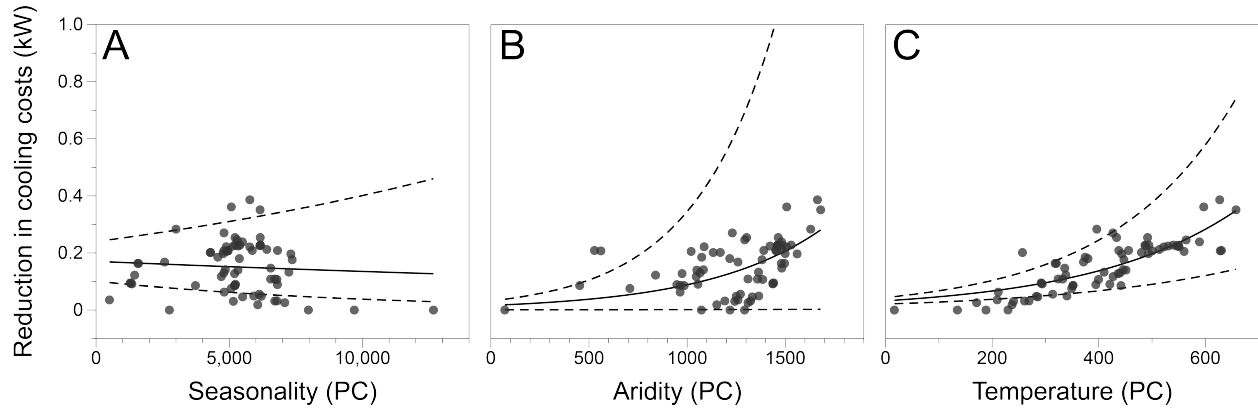 Reduction in cooling costs (kW)
1.0
0.8
0.6
0.4
0.2
0
A
0
5,000
10,000
Seasonality (PC)
B
0
500
1000
1500
Aridity (PC)
C
0
200
400
600
Temperature (PC)